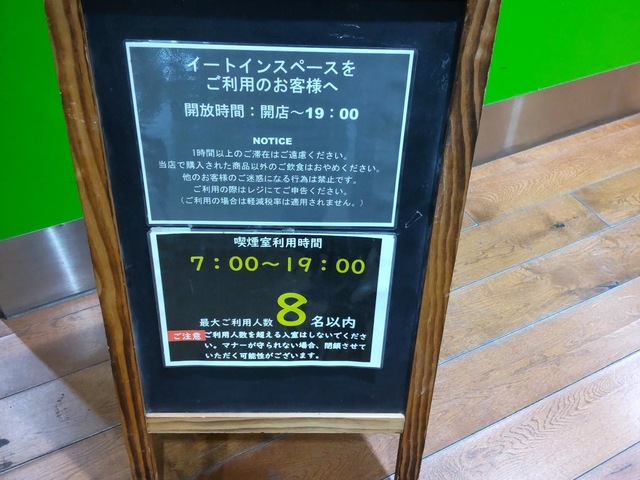 イートインスペースを
ご利用のお客様へ
開放時間：開店～19：00
NOTICE
1時間以上のご滞在はご遠慮ください。
当店で購入された商品以外のご飲食はおやめください。
他のお客様のご迷惑になる行為は禁止です。
ご利用の際はレジにてご申告ください。
（ご利用の場合は軽減税率は適用されません。）
喫煙室利用時間
7：00～19：00
最大ご利用人数 8 名以内
ご注意 ご利用人数を超える入室はしないでくださ
い。マナーが守られない場合、閉鎖させて
いただく可能性がございます。